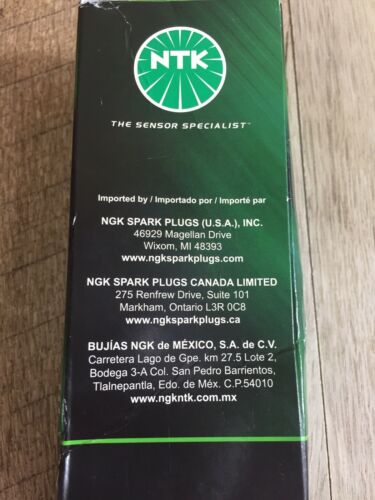 NTK
THE SENSOR SPECIALIST™
Imported by / Importado por / Importé par
NGK SPARK PLUGS (U.S.A.), INC.
46929 Magellan Drive
Wixom, MI 48393
www.ngksparkplugs.com
NGK SPARK PLUGS CANADA LIMITED
275 Renfrew Drive, Suite 101
Markham, Ontario L3R 0C8
www.ngksparkplugs.ca
BUJÍAS NGK de MÉXICO, S.A. de C.V.
Carretera Lago de Gpe. km 27.5 Lote 2,
Bodega 3-A Col. San Pedro Barrientos,
Tlalnepantla, Edo. de Méx. C.P.54010
www.ngkntk.com.mx